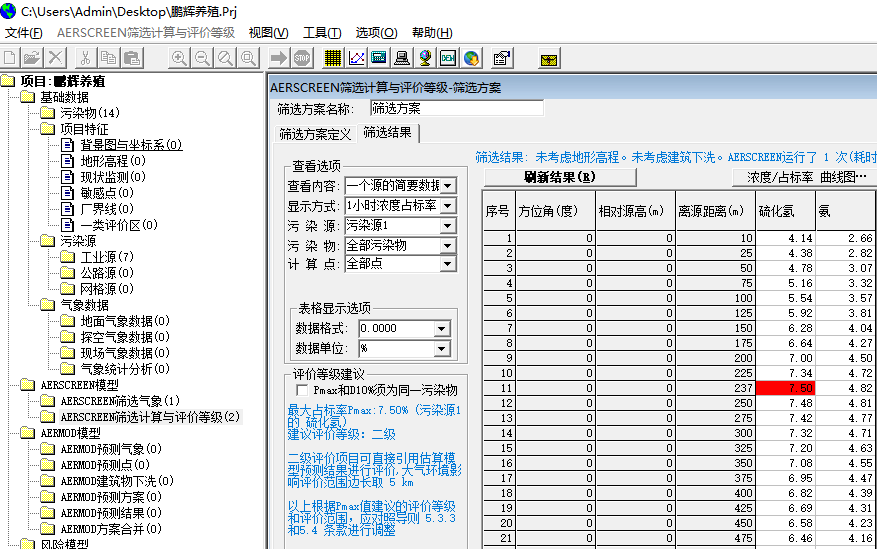 C:\Users\Admin\Desktop\鹏辉养殖.Prj
文件(F) AERSCREEN筛选计算与评价等级 视图(V) 工具(T) 选项(O) 帮助(H)
STOP DEM
项目:鹏辉养殖
基础数据
污染物(14)
项目特征
背景图与坐标系(0)
地形高程(0)
现状监测(0)
敏感点(0)
厂界线(0)
一类评价区(0)
污染源
工业源(7)
公路源(0)
网格源(0)
气象数据
地面气象数据(0)
探空气象数据(0)
现场气象数据(0)
气象统计分析(0)
AERSCREEN模型
AERSCREEN筛选气象(1)
AERSCREEN筛选计算与评价等级(2)
AERMOD模型
AERMOD预测气象(0)
AERMOD预测点(0)
AERMOD建筑物下洗(0)
AERMOD预测方案(0)
AERMOD预测结果(0)
AERMOD方案合并(0)
风险模型
AERSCREEN筛选计算与评价等级-筛选方案
筛选方案名称: 筛选方案
筛选方案定义 筛选结果
查看选项
查看内容: 一个源的简要数据
显示方式: 1小时浓度占标率
污 染 源: 污染源1
污 染 物: 全部污染物
计 算 点: 全部点
表格显示选项
数据格式: 0.0000
数据单位: %
评价等级建议
Pmax和D10%须为同一污染物
最大占标率Pmax:7.50% (污染源1
的 硫化氢)
建议评价等级: 二级
二级评价项目可直接引用估算模
型预测结果进行评价,大气环境影
响评价范围边长取 5 km
以上根据Pmax值建议的评价等级
和评价范围, 应对照导则 5.3.3
和5.4 条款进行调整
筛选结果: 未考虑地形高程。未考虑建筑下洗。AERSCREEN运行了 1 次(耗时
刷新结果(R) 浓度/占标率 曲线图…
序号 方位角(度) 相对源高(m) 离源距离(m) 硫化氢 氨
1 0 0 10 4.14 2.66
2 0 0 25 4.38 2.82
3 0 0 50 4.78 3.07
4 0 0 75 5.16 3.32
5 0 0 100 5.54 3.57
6 0 0 125 5.92 3.81
7 0 0 150 6.28 4.04
8 0 0 175 6.64 4.27
9 0 0 200 7.00 4.50
10 0 0 225 7.34 4.72
11 0 0 237 7.50 4.82
12 0 0 250 7.48 4.81
13 0 0 275 7.42 4.77
14 0 0 300 7.32 4.71
15 0 0 325 7.20 4.63
16 0 0 350 7.08 4.55
17 0 0 375 6.95 4.47
18 0 0 400 6.82 4.39
19 0 0 425 6.69 4.31
20 0 0 450 6.58 4.23
21 0 0 475 6.46 4.16